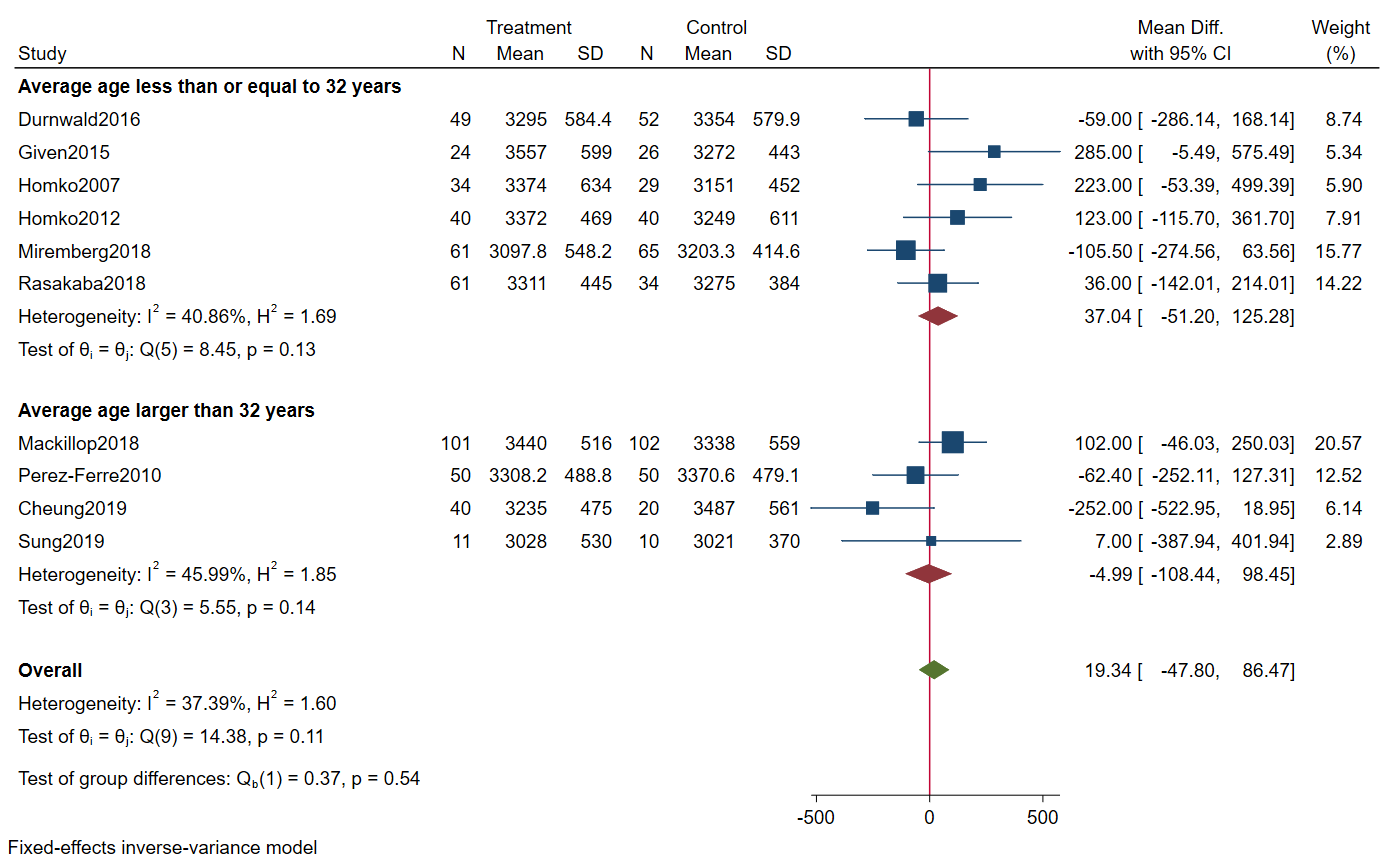 Treatment Control Mean Diff. Weight
Study N Mean SD N Mean SD with 95% CI (%)
Average age less than or equal to 32 years
Durnwald2016 49 3295 584.4 52 3354 579.9 -59.00 [ -286.14, 168.14] 8.74
Given2015 24 3557 599 26 3272 443 285.00 [ -5.49, 575.49] 5.34
Homko2007 34 3374 634 29 3151 452 223.00 [ -53.39, 499.39] 5.90
Homko2012 40 3372 469 40 3249 611 123.00 [ -115.70, 361.70] 7.91
Miremberg2018 61 3097.8 548.2 65 3203.3 414.6 -105.50 [ -274.56, 63.56] 15.77
Rasakaba2018 61 3311 445 34 3275 384 36.00 [ -142.01, 214.01] 14.22
Heterogeneity: I² = 40.86%, H² = 1.69 37.04 [ -51.20, 125.28]
Test of θᵢ = θⱼ: Q(5) = 8.45, p = 0.13
Average age larger than 32 years
Mackillop2018 101 3440 516 102 3338 559 102.00 [ -46.03, 250.03] 20.57
Perez-Ferre2010 50 3308.2 488.8 50 3370.6 479.1 -62.40 [ -252.11, 127.31] 12.52
Cheung2019 40 3235 475 20 3487 561 -252.00 [ -522.95, 18.95] 6.14
Sung2019 11 3028 530 10 3021 370 7.00 [ -387.94, 401.94] 2.89
Heterogeneity: I² = 45.99%, H² = 1.85 -4.99 [ -108.44, 98.45]
Test of θᵢ = θⱼ: Q(3) = 5.55, p = 0.14
Overall 19.34 [ -47.80, 86.47]
Heterogeneity: I² = 37.39%, H² = 1.60
Test of θᵢ = θⱼ: Q(9) = 14.38, p = 0.11
Test of group differences: Q_b(1) = 0.37, p = 0.54
-500 0 500
Fixed-effects inverse-variance model